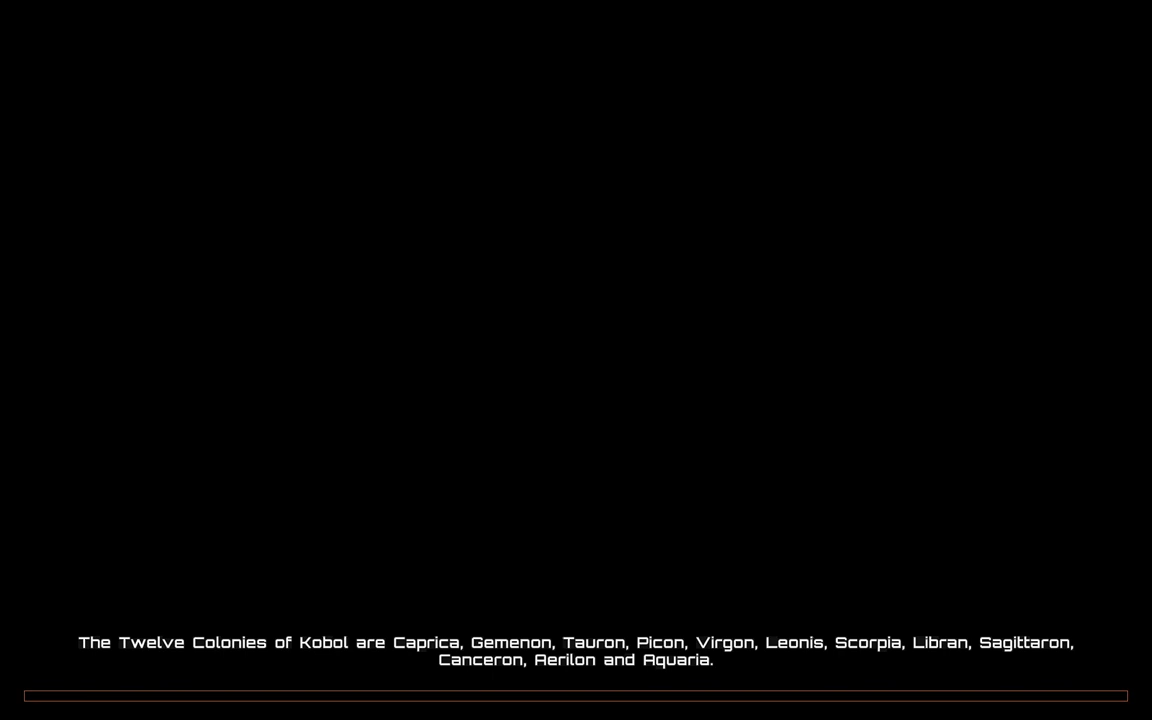 The Twelve Colonies of Kobol are Caprica, Gemenon, Tauron, Picon, Virgon, Leonis, Scorpia, Libran, Sagittaron,
Canceron, Aerilon and Aquaria.